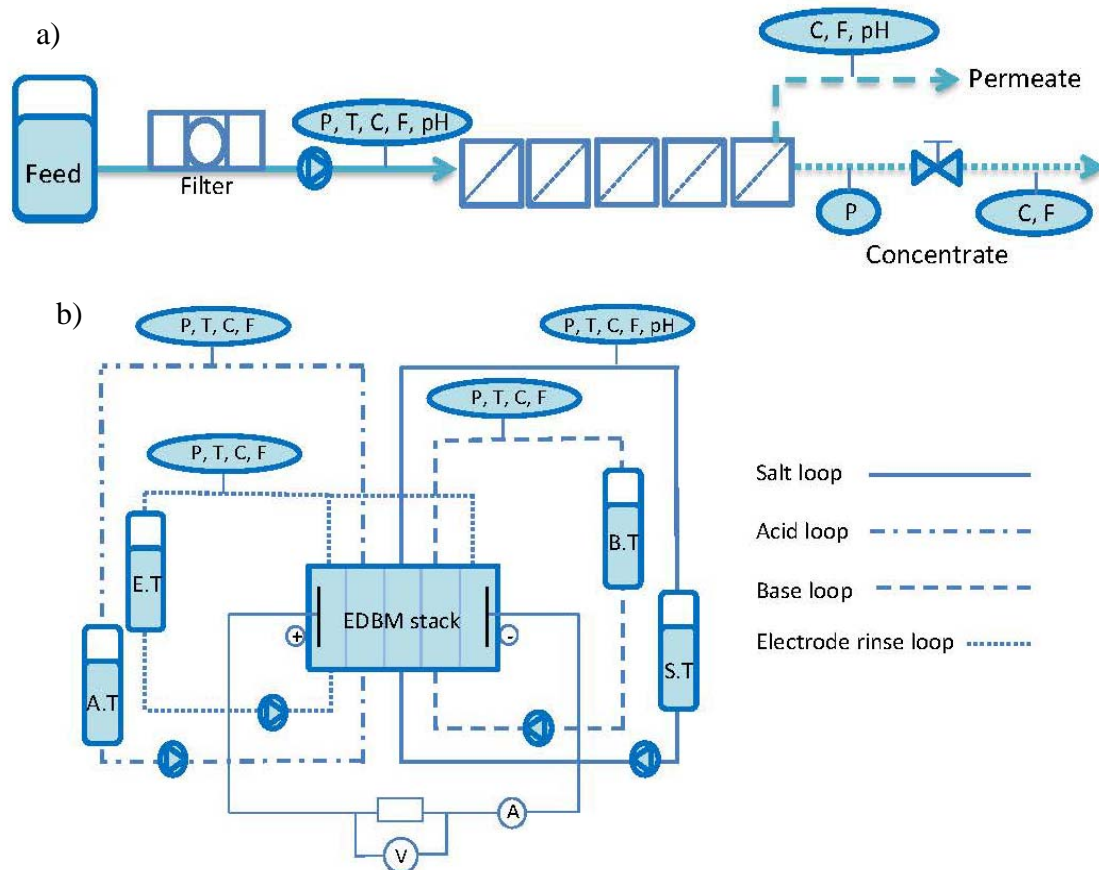 a)
C, F, pH
Permeate
P, T, C, F, pH
Feed
Filter
P
C, F
Concentrate
b)
P, T, C, F
P, T, C, F, pH
P, T, C, F
P, T, C, F
E.T
B.T
A.T
S.T
EDBM stack
+
-
A
V
Salt loop
Acid loop
Base loop
Electrode rinse loop